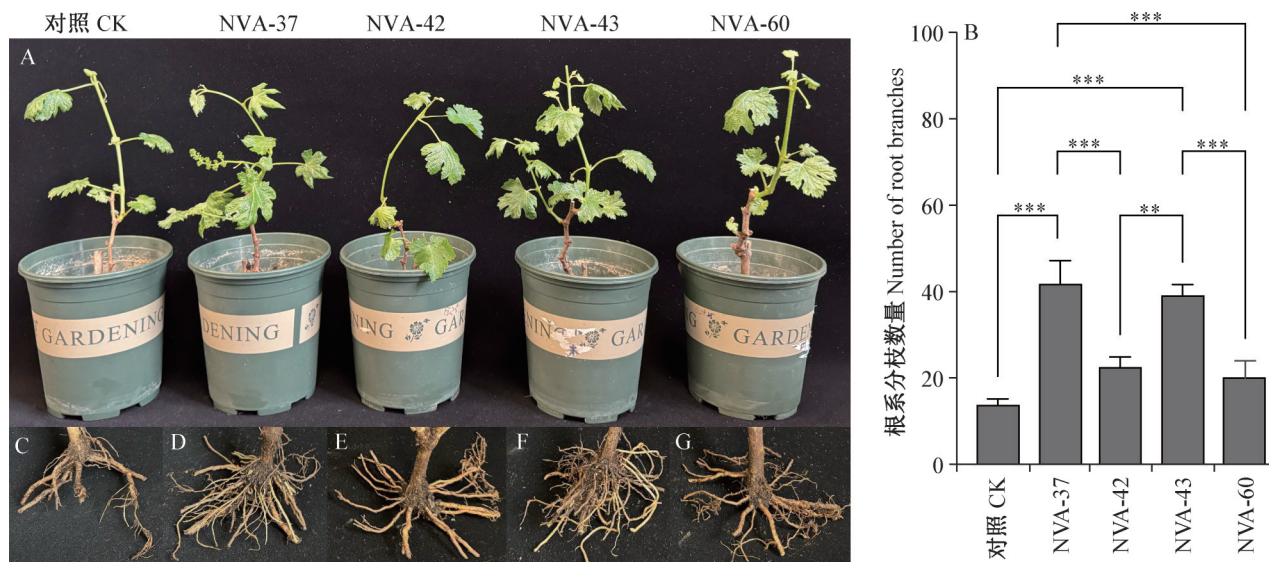 对照 CK NVA-37 NVA-42 NVA-43 NVA-60
A
GARDENING
DENING
NING GAR
ENIN GAR
G GARDEN
C D E F G
B
根系分枝数量 Number of root branches
100
80
60
40
20
0
***
***
*** ***
*** **
对照 CK
NVA-37
NVA-42
NVA-43
NVA-60